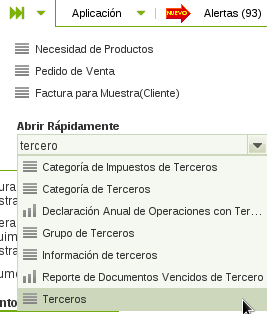 Aplicación NUEVO Alertas (93)
Necesidad de Productos
Pedido de Venta
Factura para Muestra(Cliente)
Abrir Rápidamente
tercero
Categoría de Impuestos de Terceros
Categoría de Terceros
Declaración Anual de Operaciones con Ter...
Grupo de Terceros
Información de terceros
Reporte de Documentos Vencidos de Tercero
Terceros